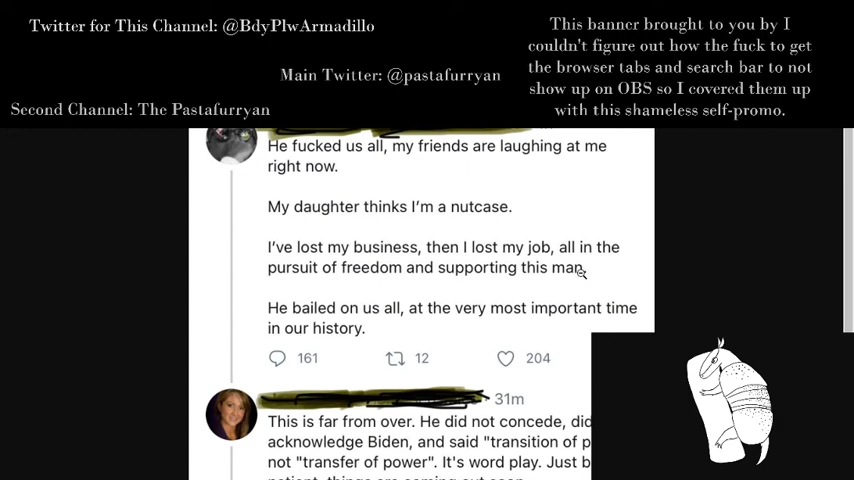 Twitter for This Channel: @BdyPlwArmadillo
Main Twitter: @pastafurryan
Second Channel: The Pastafurryan
This banner brought to you by I
couldn't figure out how the fuck to get
the browser tabs and search bar to not
show up on OBS so I covered them up
with this shameless self-promo.
He fucked us all, my friends are laughing at me
right now.
My daughter thinks I'm a nutcase.
I've lost my business, then I lost my job, all in the
pursuit of freedom and supporting this man.
He bailed on us all, at the very most important time
in our history.
161 12 204
31m
This is far from over. He did not concede, did
acknowledge Biden, and said "transition of p
not "transfer of power". It's word play. Just b